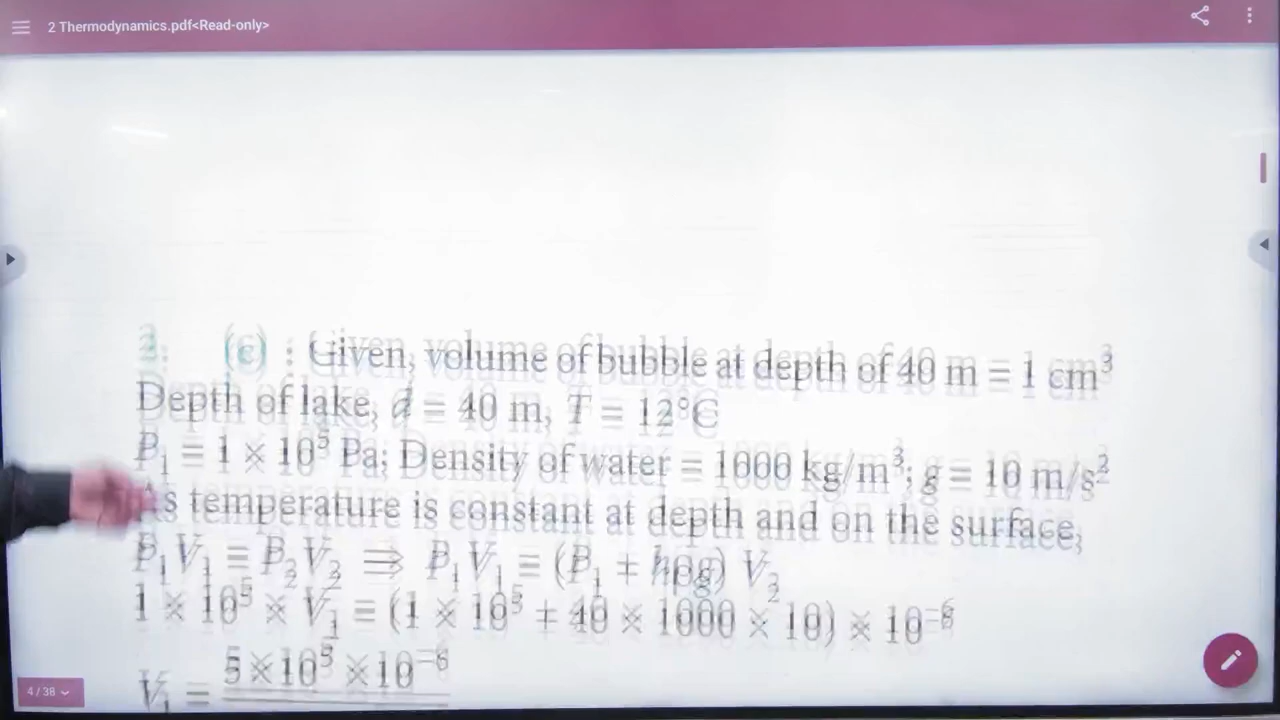 2 Thermodynamics.pdf<Read-only>
2. (c) : Given, volume of bubble at depth of 40 m = 1 cm³
Depth of lake, d = 40 m, T = 12°C
P₁ = 1 × 10⁵ Pa; Density of water = 1000 kg/m³; g = 10 m/s²
As temperature is constant at depth and on the surface,
P₁V₁ = P₂V₂ ⇒ P₁V₁ = (P₁ + hρg) V₂
1 × 10⁵ × V₁ = (1 × 10⁵ + 40 × 1000 × 10) × 10⁻⁶
V₁ = 5 × 10⁵ × 10⁻⁶
4 / 38